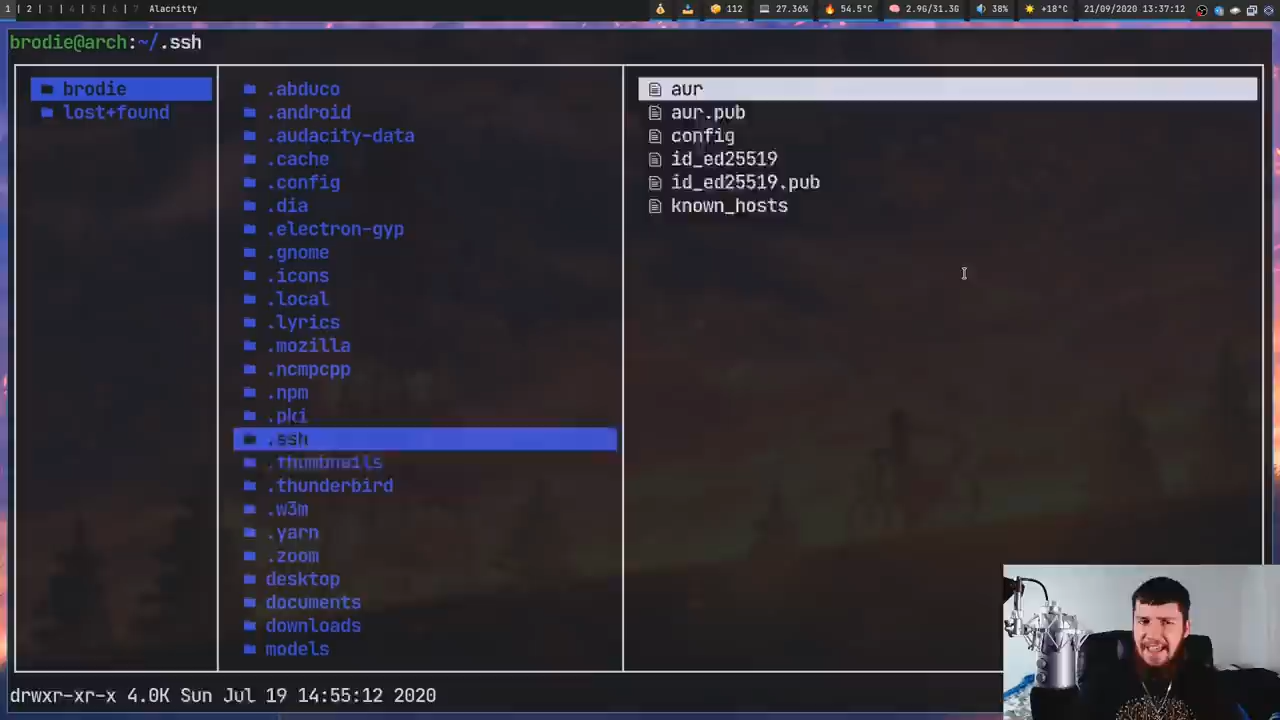 1 | 2 | 3 | 4 | 5 | 6 | 7 Alacritty 112 27.36% 54.5°C 2.9G/31.3G 38% +18°C 21/09/2020 13:37:12
brodie@arch:~/.ssh
brodie
lost+found
.abduco
.android
.audacity-data
.cache
.config
.dia
.electron-gyp
.gnome
.icons
.local
.lyrics
.mozilla
.ncmpcpp
.npm
.pki
.ssh
.thumbnails
.thunderbird
.w3m
.yarn
.zoom
desktop
documents
downloads
models
aur
aur.pub
config
id_ed25519
id_ed25519.pub
known_hosts
drwxr-xr-x 4.0K Sun Jul 19 14:55:12 2020